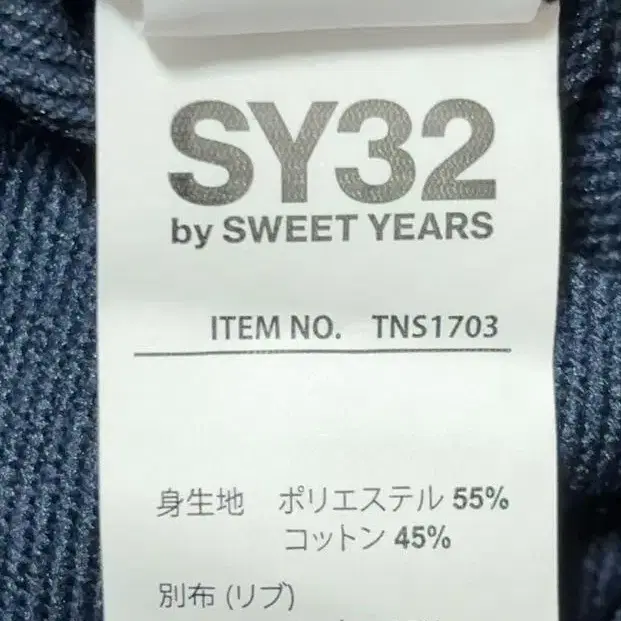 SY32
by SWEET YEARS
ITEM NO. TNS1703
身生地 ポリエステル 55%
コットン 45%
別布 (リブ)